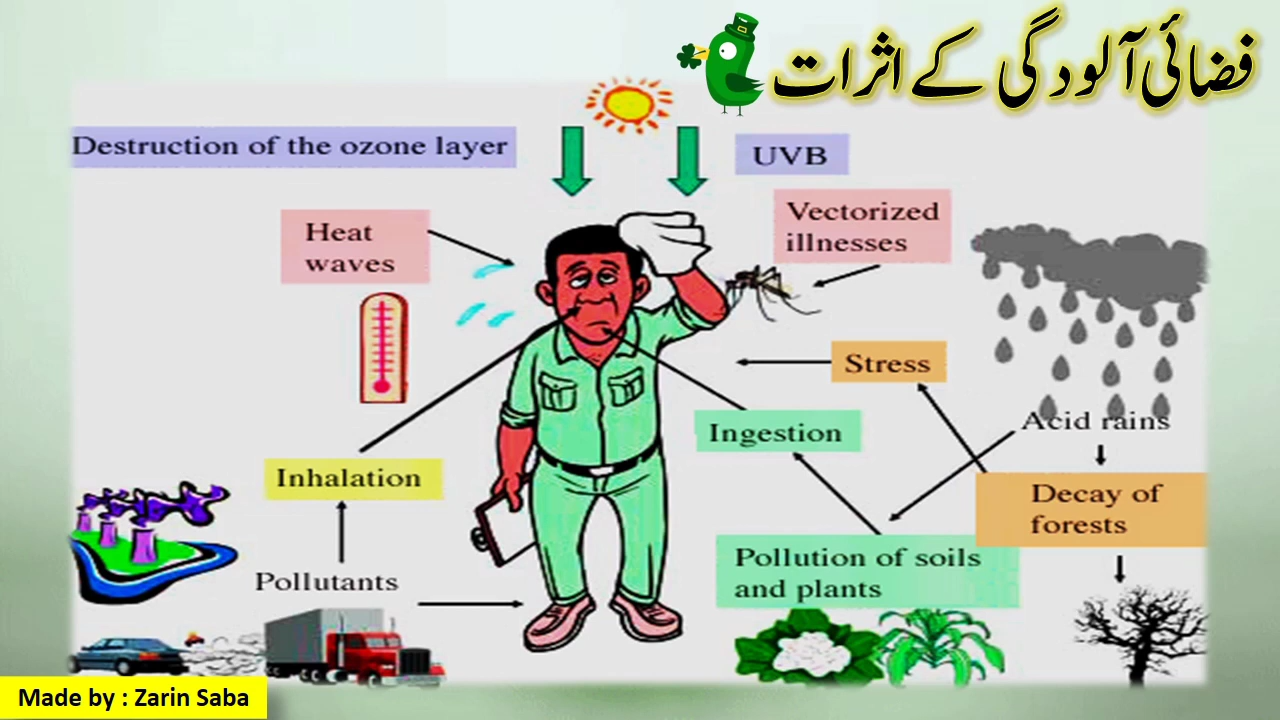 فضائی آلودگی کے اثرات
Destruction of the ozone layer
UVB
Heat
waves
Vectorized
illnesses
Stress
Acid rains
Ingestion
Inhalation
Decay of
forests
Pollution of soils
and plants
Pollutants
Made by : Zarin Saba